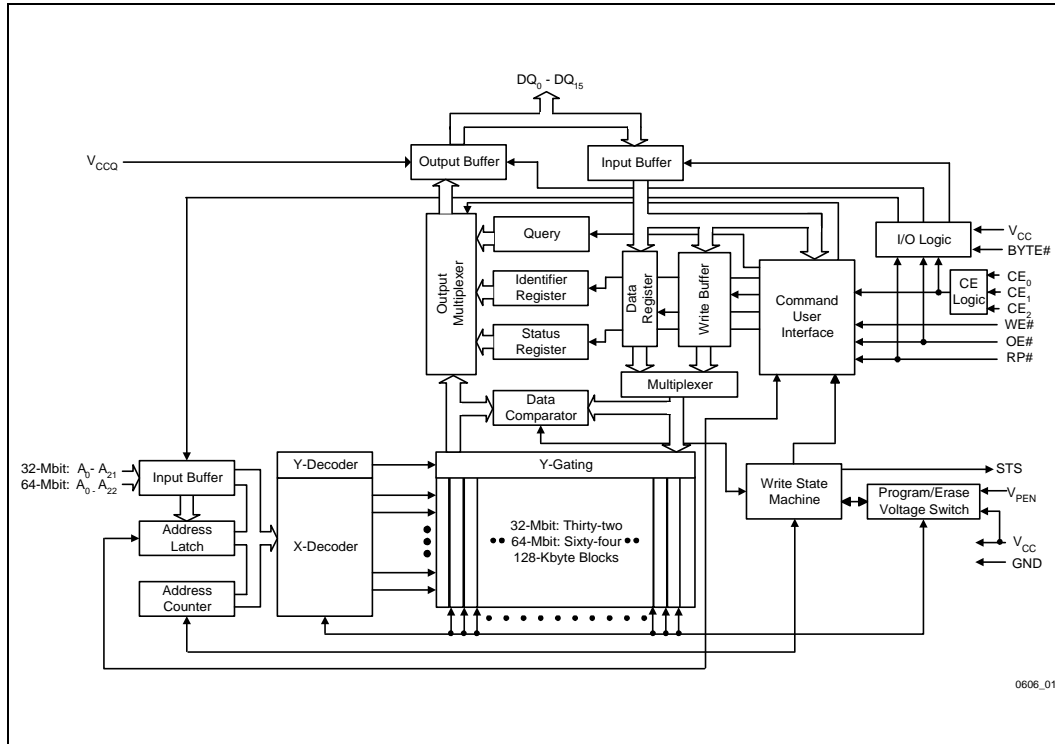 DQ0 - DQ15
VCCQ
Output Buffer
Input Buffer
I/O Logic
VCC
BYTE#
Query
Output
Multiplexer
Identifier
Register
Data
Register
Write Buffer
Command
User
Interface
CE
Logic
CE0
CE1
CE2
WE#
OE#
RP#
Status
Register
Multiplexer
Data
Comparator
32-Mbit: A0 - A21
64-Mbit: A0 - A22
Input Buffer
Y-Decoder
Y-Gating
Write State
Machine
STS
Program/Erase
Voltage Switch
VPEN
VCC
GND
Address
Latch
X-Decoder
32-Mbit: Thirty-two
64-Mbit: Sixty-four
128-Kbyte Blocks
Address
Counter
0606_01